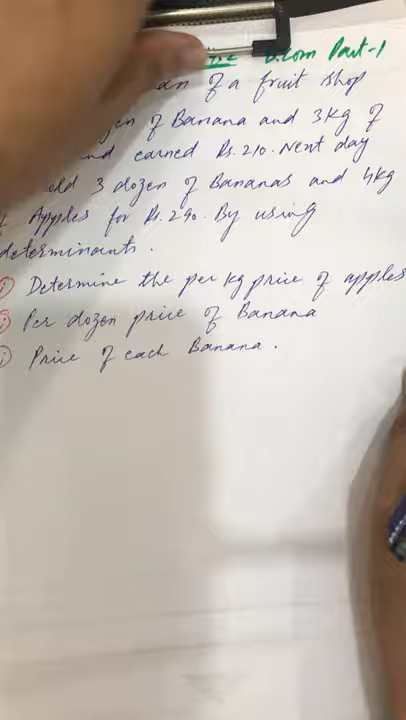 B.Com Part-1
of a fruit shop
of Banana and 3Kg of
earned Rs.210. Next day
3 dozen of Bananas and 4kg
Apples for Rs.290. By using
determinants.
Determine the per kg price of apples
Per dozen price of Banana
Price of each Banana.